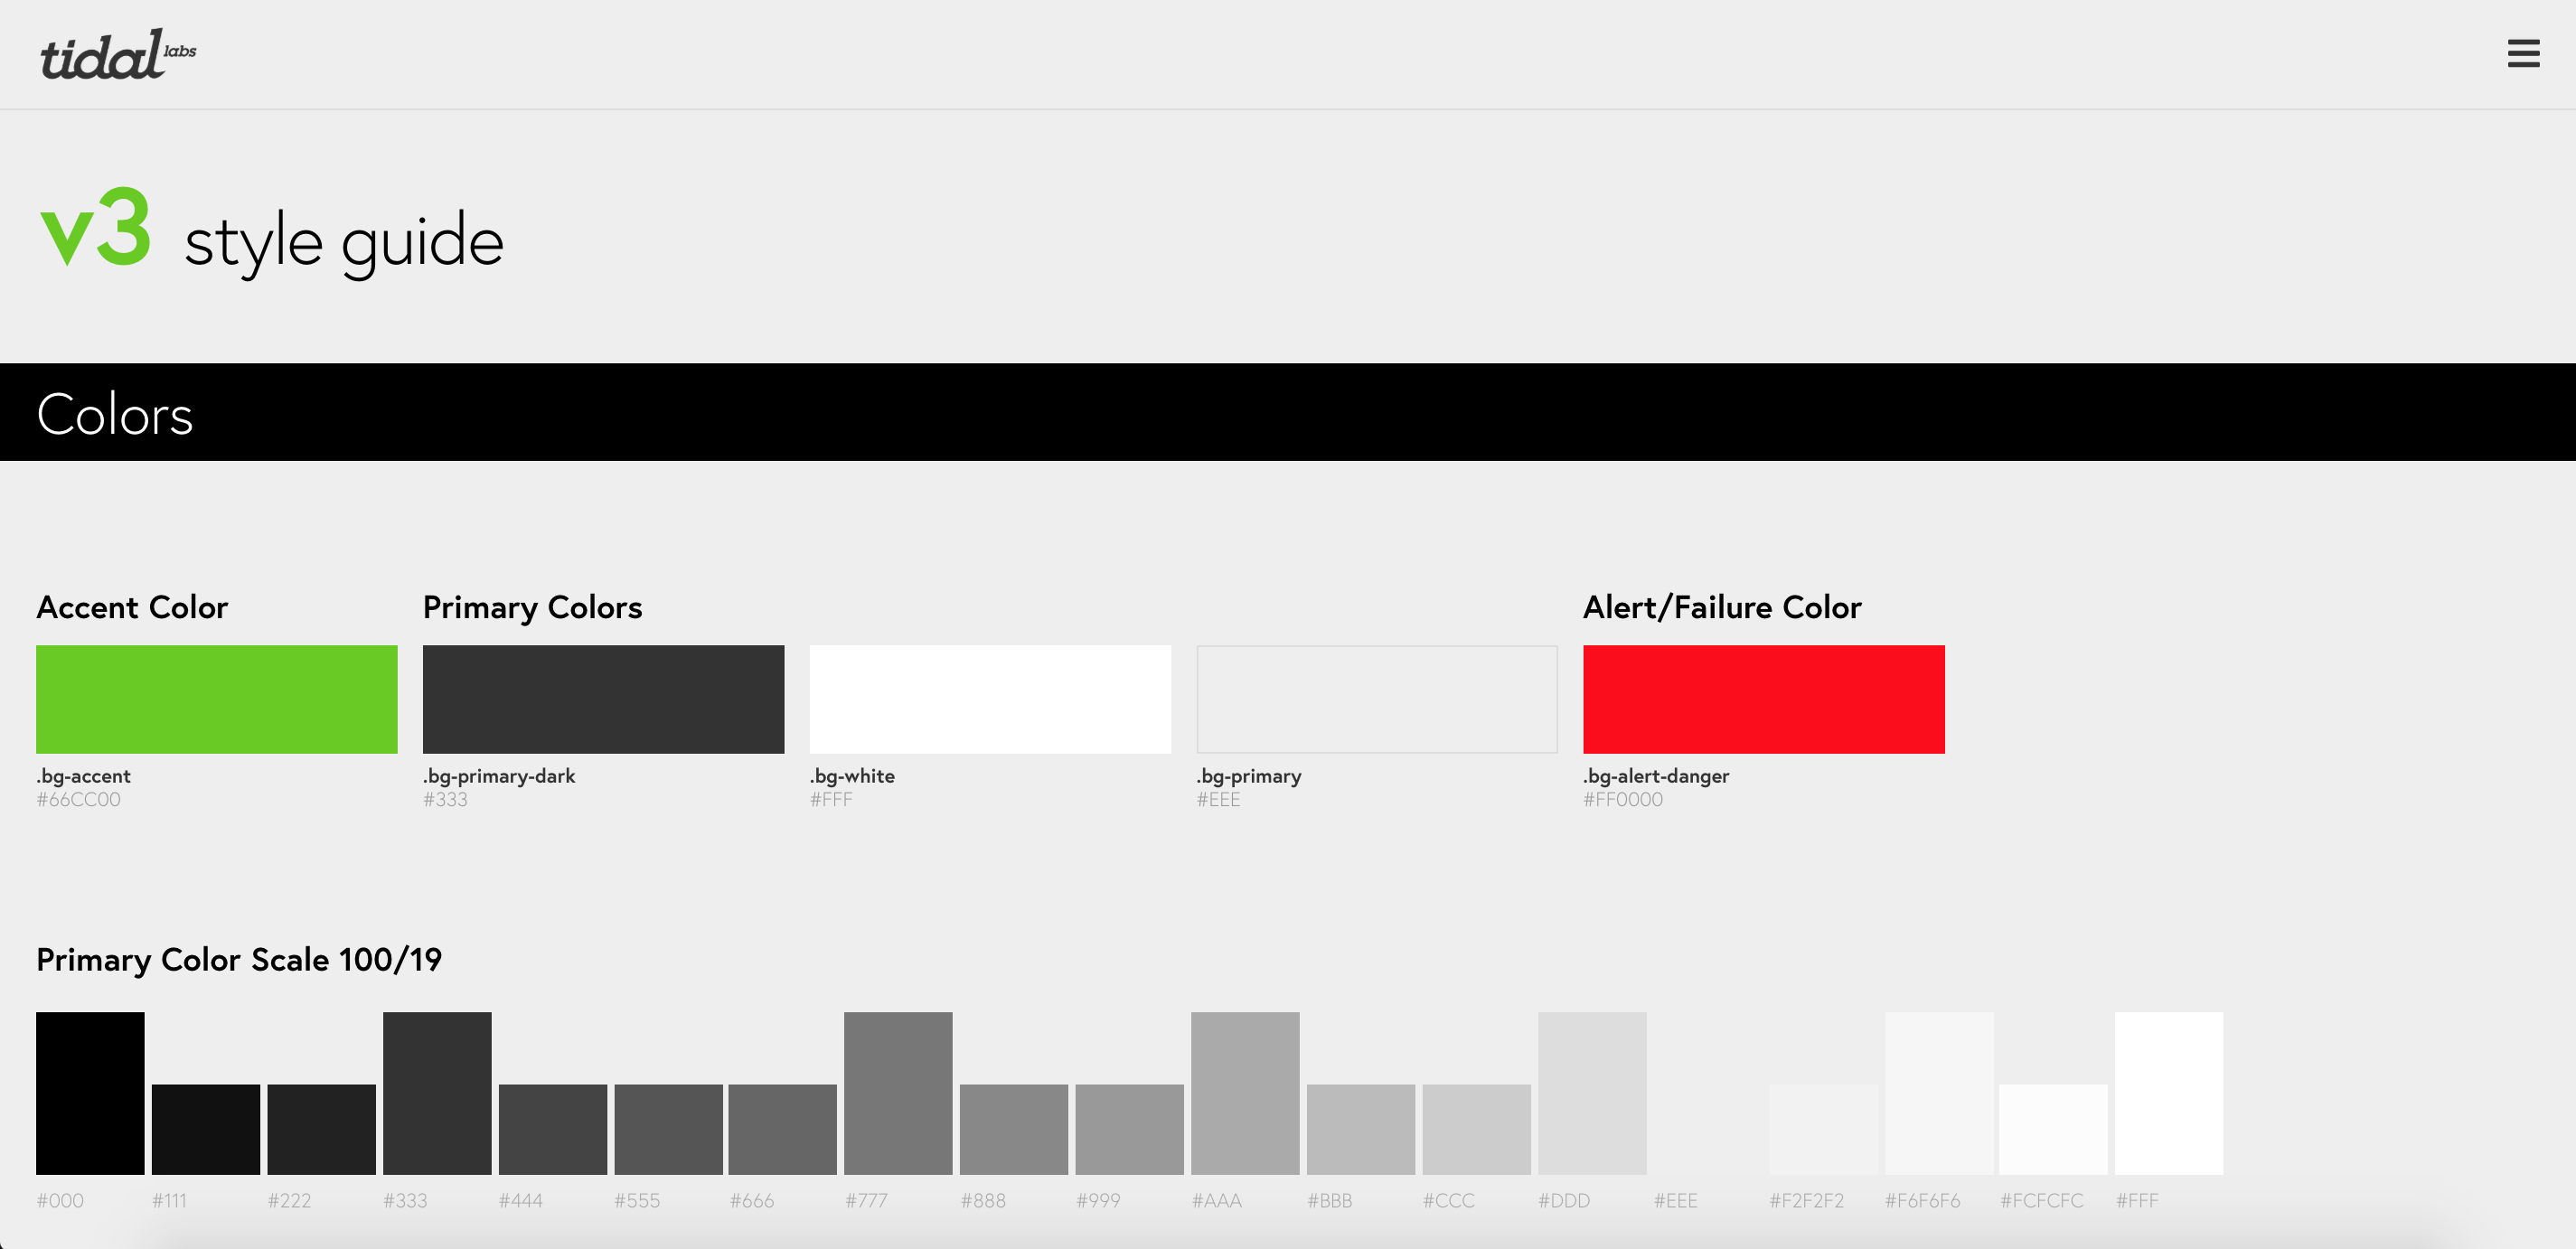 tidal labs
v3 style guide
Colors
Accent Color
Primary Colors
Alert/Failure Color
.bg-accent
#66CC00
.bg-primary-dark
#333
.bg-white
#FFF
.bg-primary
#EEE
.bg-alert-danger
#FF0000
Primary Color Scale 100/19
#000 #111 #222 #333 #444 #555 #666 #777 #888 #999 #AAA #BBB #CCC #DDD #EEE #F2F2F2 #F6F6F6 #FCFCFC #FFF